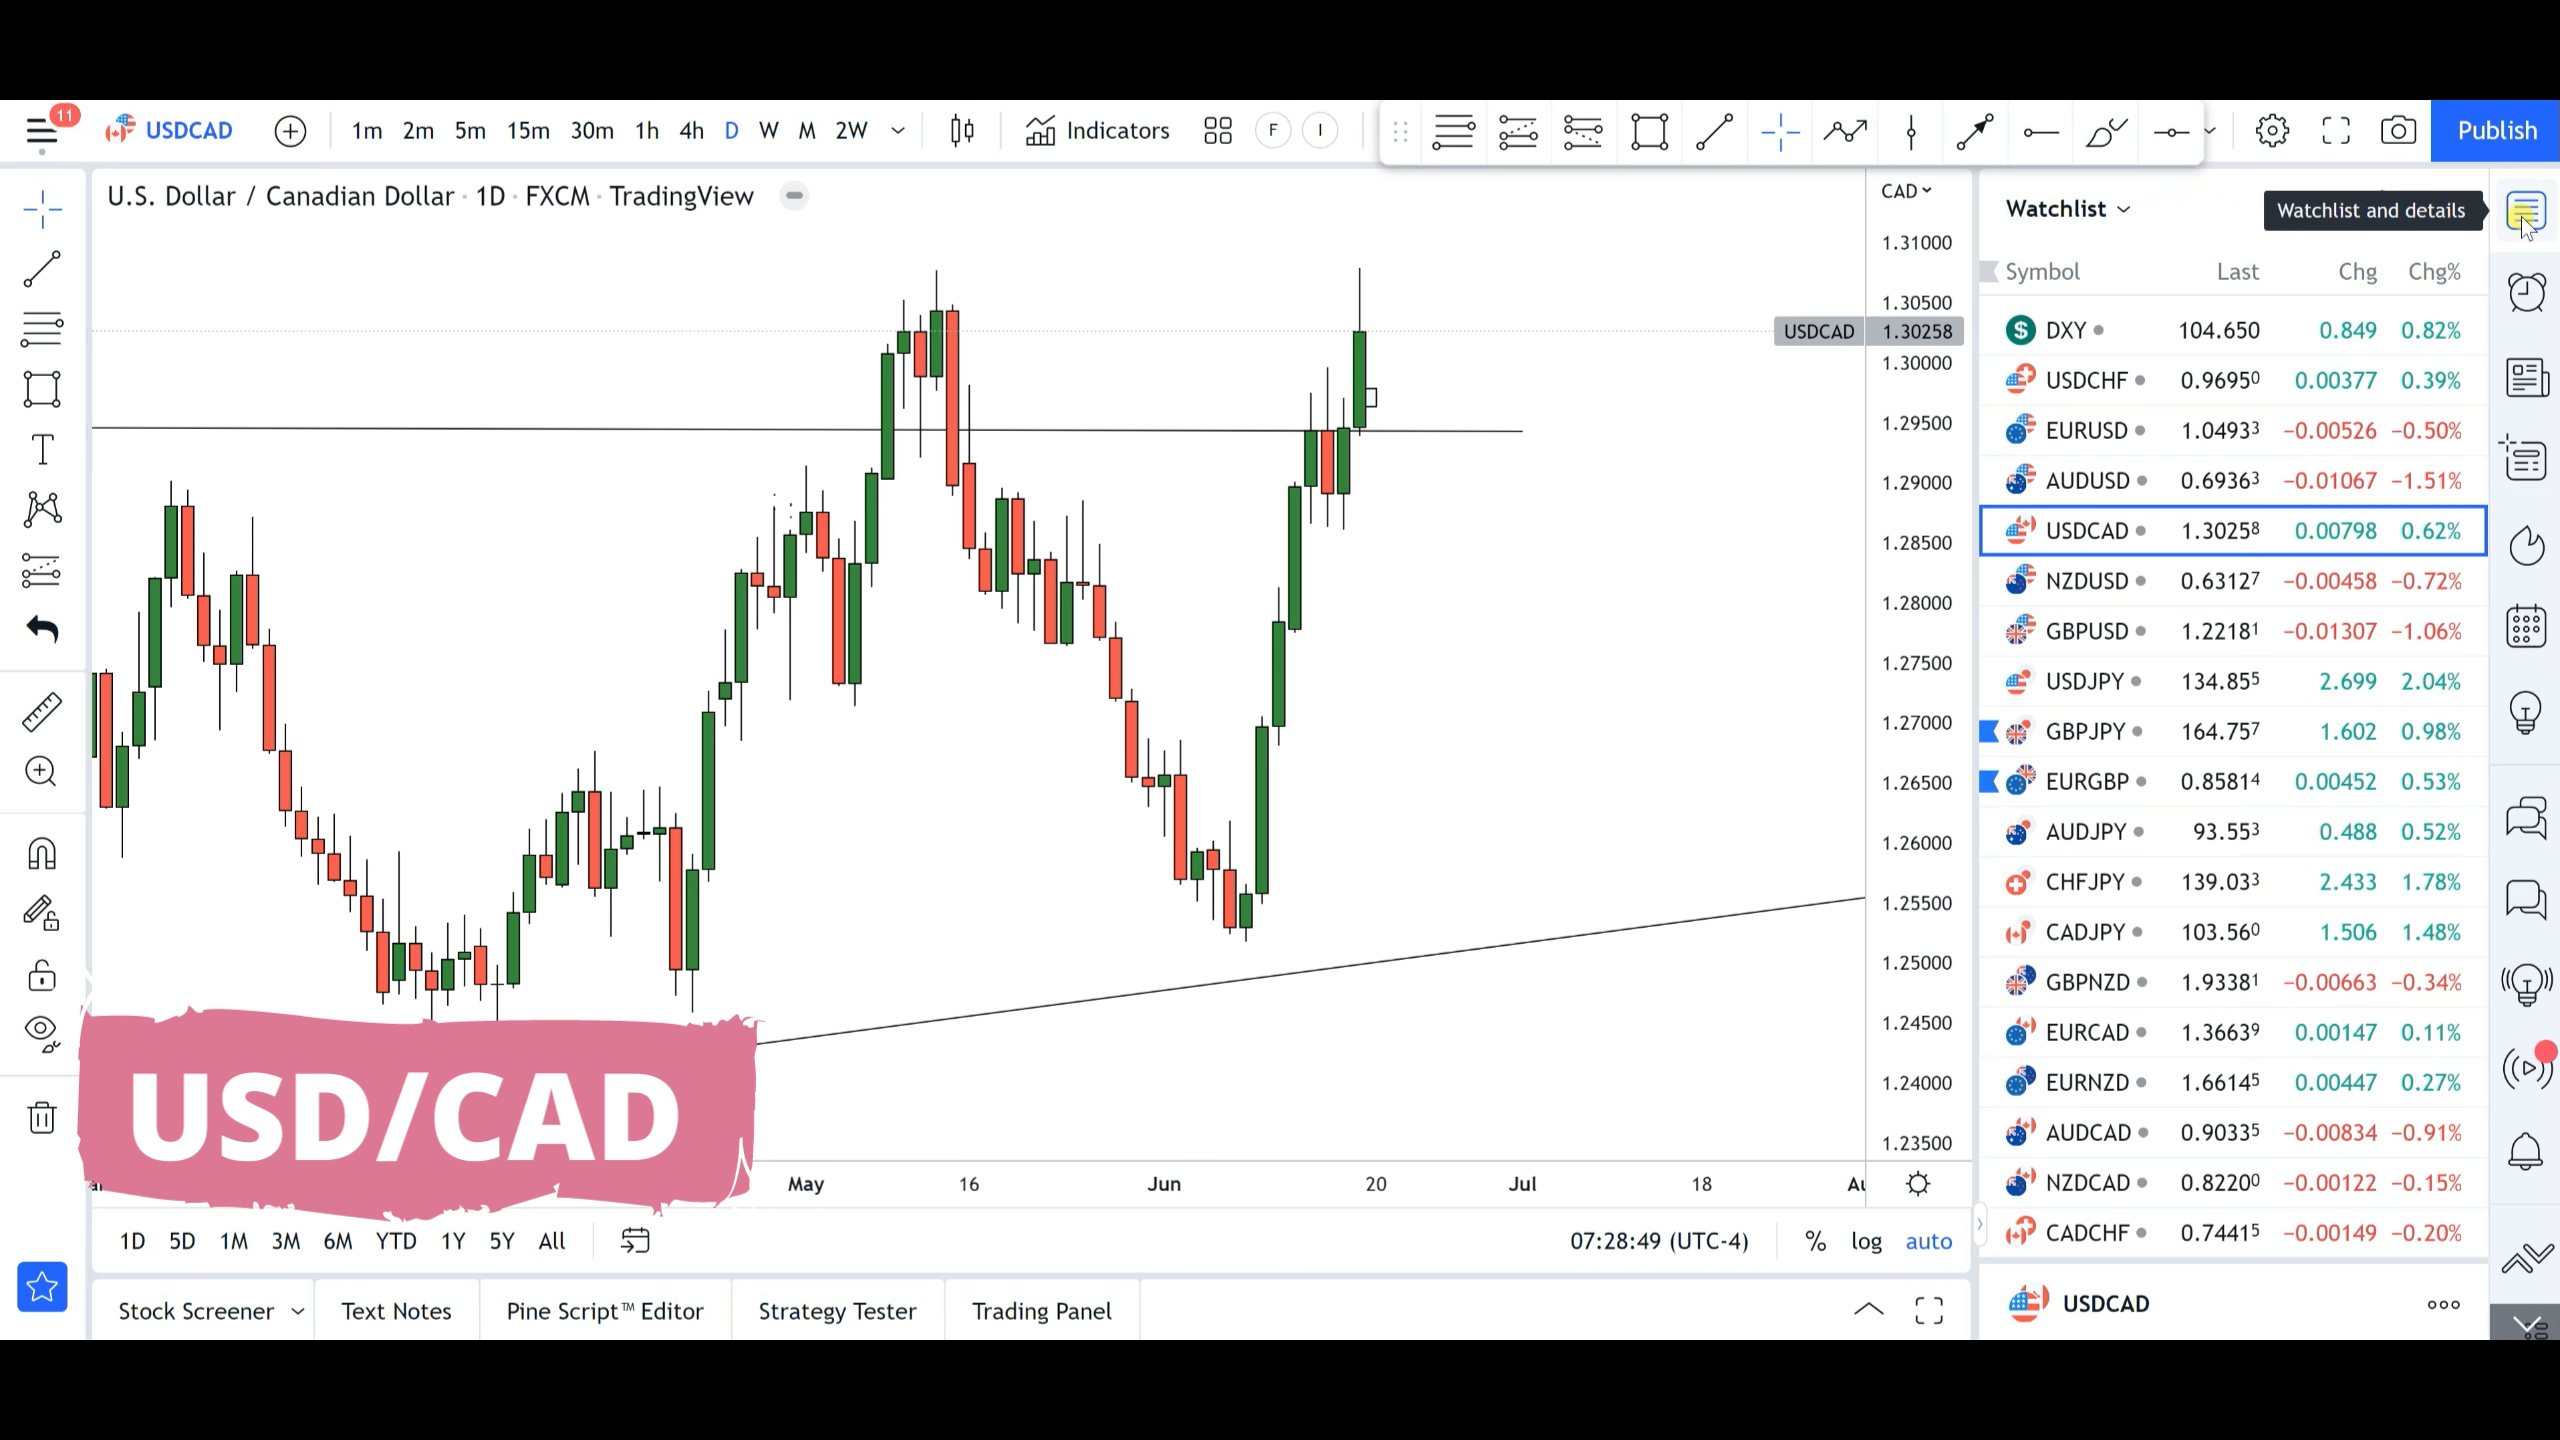 11
USDCAD
1m 2m 5m 15m 30m 1h 4h D W M 2W
Indicators
F I
Publish
U.S. Dollar / Canadian Dollar · 1D · FXCM · TradingView
CAD
1.31000
1.30500
USDCAD 1.30258
1.30000
1.29500
1.29000
1.28500
1.28000
1.27500
1.27000
1.26500
1.26000
1.25500
1.25000
1.24500
1.24000
1.23500
USD/CAD
May 16 Jun 20 Jul 18
1D 5D 1M 3M 6M YTD 1Y 5Y All
07:28:49 (UTC-4) % log auto
Stock Screener Text Notes Pine Script™ Editor Strategy Tester Trading Panel
Watchlist
Watchlist and details
Symbol Last Chg Chg%
DXY 104.650 0.849 0.82%
USDCHF 0.96950 0.00377 0.39%
EURUSD 1.04933 −0.00526 −0.50%
AUDUSD 0.69363 −0.01067 −1.51%
USDCAD 1.30258 0.00798 0.62%
NZDUSD 0.63127 −0.00458 −0.72%
GBPUSD 1.22181 −0.01307 −1.06%
USDJPY 134.855 2.699 2.04%
GBPJPY 164.757 1.602 0.98%
EURGBP 0.85814 0.00452 0.53%
AUDJPY 93.553 0.488 0.52%
CHFJPY 139.033 2.433 1.78%
CADJPY 103.560 1.506 1.48%
GBPNZD 1.93381 −0.00663 −0.34%
EURCAD 1.36639 0.00147 0.11%
EURNZD 1.66145 0.00447 0.27%
AUDCAD 0.90335 −0.00834 −0.91%
NZDCAD 0.82200 −0.00122 −0.15%
CADCHF 0.74415 −0.00149 −0.20%
USDCAD